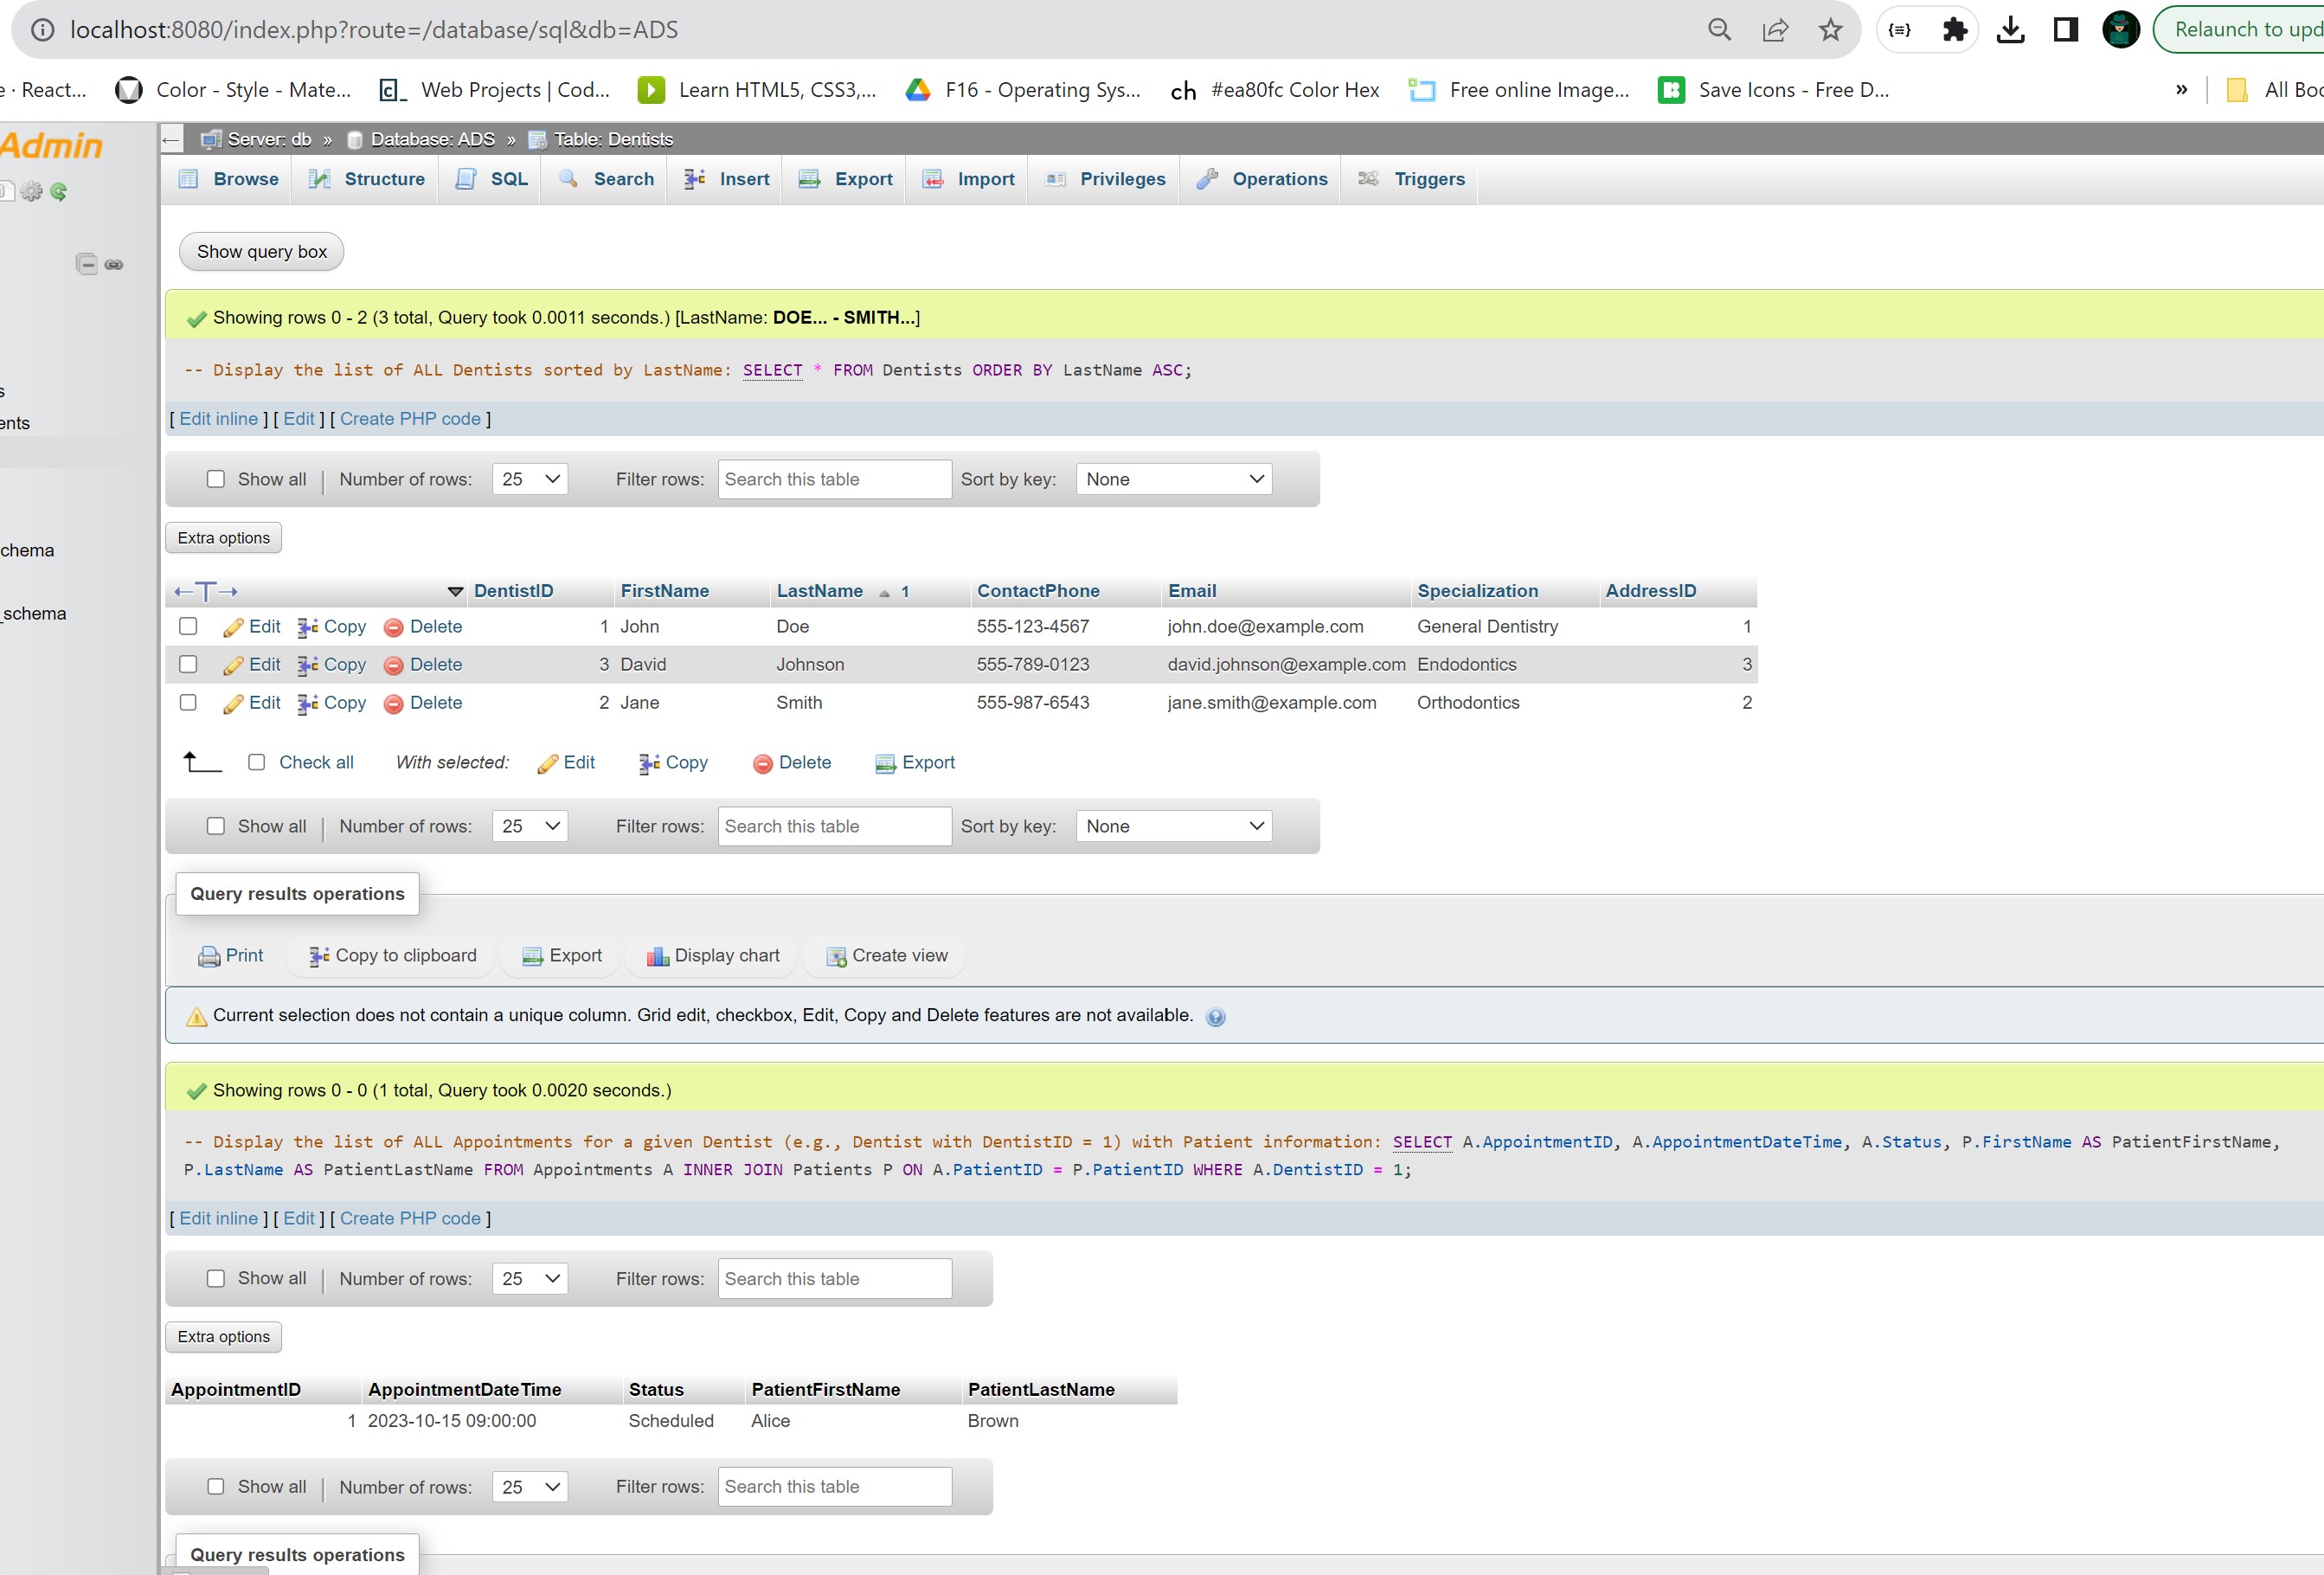 localhost:8080/index.php?route=/database/sql&db=ADS
Relaunch to upd
e · React...
Color - Style - Mate...
Web Projects | Cod...
Learn HTML5, CSS3,...
F16 - Operating Sys...
ch #ea80fc Color Hex
Free online Image...
Save Icons - Free D...
»
All Boo
Admin
s
ents
chema
_schema
Server: db » Database: ADS » Table: Dentists
Browse Structure SQL Search Insert Export Import Privileges Operations Triggers
Show query box
Showing rows 0 - 2 (3 total, Query took 0.0011 seconds.) [LastName: DOE... - SMITH...]
-- Display the list of ALL Dentists sorted by LastName: SELECT * FROM Dentists ORDER BY LastName ASC;
[ Edit inline ] [ Edit ] [ Create PHP code ]
Show all | Number of rows: 25 Filter rows: Search this table Sort by key: None
Extra options
DentistID FirstName LastName 1 ContactPhone Email Specialization AddressID
Edit Copy Delete 1 John Doe 555-123-4567 john.doe@example.com General Dentistry 1
Edit Copy Delete 3 David Johnson 555-789-0123 david.johnson@example.com Endodontics 3
Edit Copy Delete 2 Jane Smith 555-987-6543 jane.smith@example.com Orthodontics 2
Check all With selected: Edit Copy Delete Export
Show all | Number of rows: 25 Filter rows: Search this table Sort by key: None
Query results operations
Print Copy to clipboard Export Display chart Create view
Current selection does not contain a unique column. Grid edit, checkbox, Edit, Copy and Delete features are not available.
Showing rows 0 - 0 (1 total, Query took 0.0020 seconds.)
-- Display the list of ALL Appointments for a given Dentist (e.g., Dentist with DentistID = 1) with Patient information: SELECT A.AppointmentID, A.AppointmentDateTime, A.Status, P.FirstName AS PatientFirstName,
P.LastName AS PatientLastName FROM Appointments A INNER JOIN Patients P ON A.PatientID = P.PatientID WHERE A.DentistID = 1;
[ Edit inline ] [ Edit ] [ Create PHP code ]
Show all | Number of rows: 25 Filter rows: Search this table
Extra options
AppointmentID AppointmentDateTime Status PatientFirstName PatientLastName
1 2023-10-15 09:00:00 Scheduled Alice Brown
Show all | Number of rows: 25 Filter rows: Search this table
Query results operations